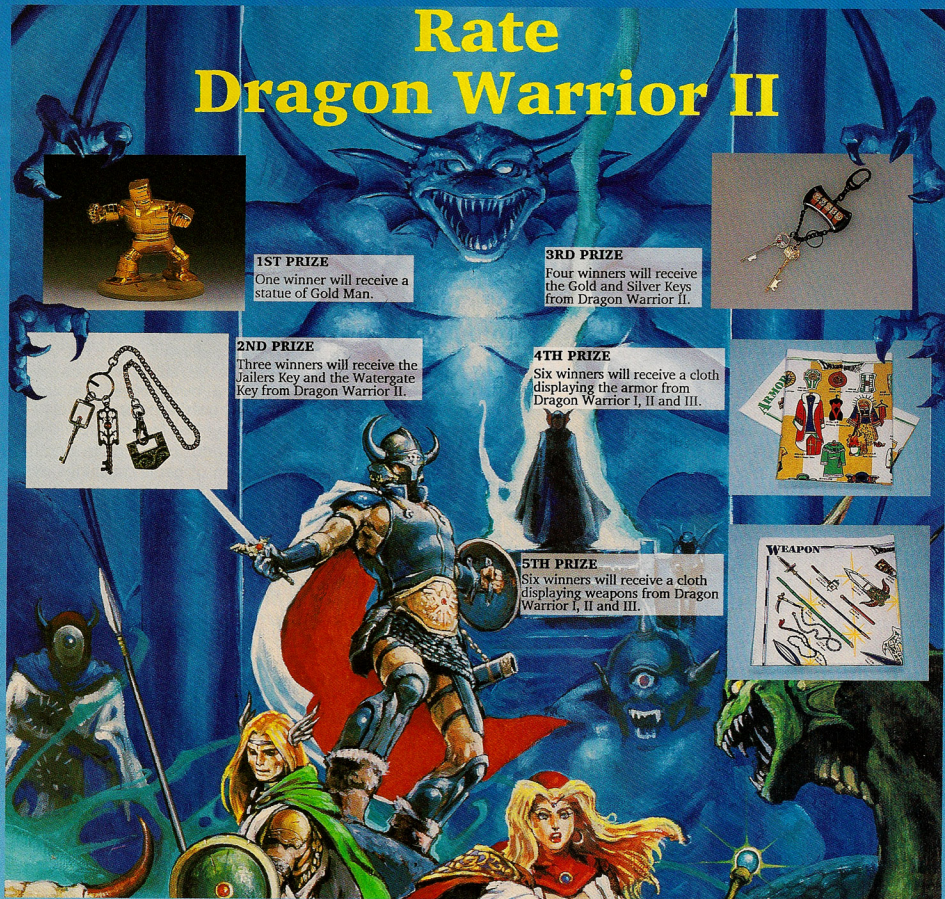 Rate
Dragon Warrior II
1ST PRIZE
One winner will receive a
statue of Gold Man.
3RD PRIZE
Four winners will receive
the Gold and Silver Keys
from Dragon Warrior II.
2ND PRIZE
Three winners will receive the
Jailers Key and the Watergate
Key from Dragon Warrior II.
4TH PRIZE
Six winners will receive a cloth
displaying the armor from
Dragon Warrior I, II and III.
ARMOR
5TH PRIZE
Six winners will receive a cloth
displaying weapons from Dragon
Warrior I, II and III.
WEAPON